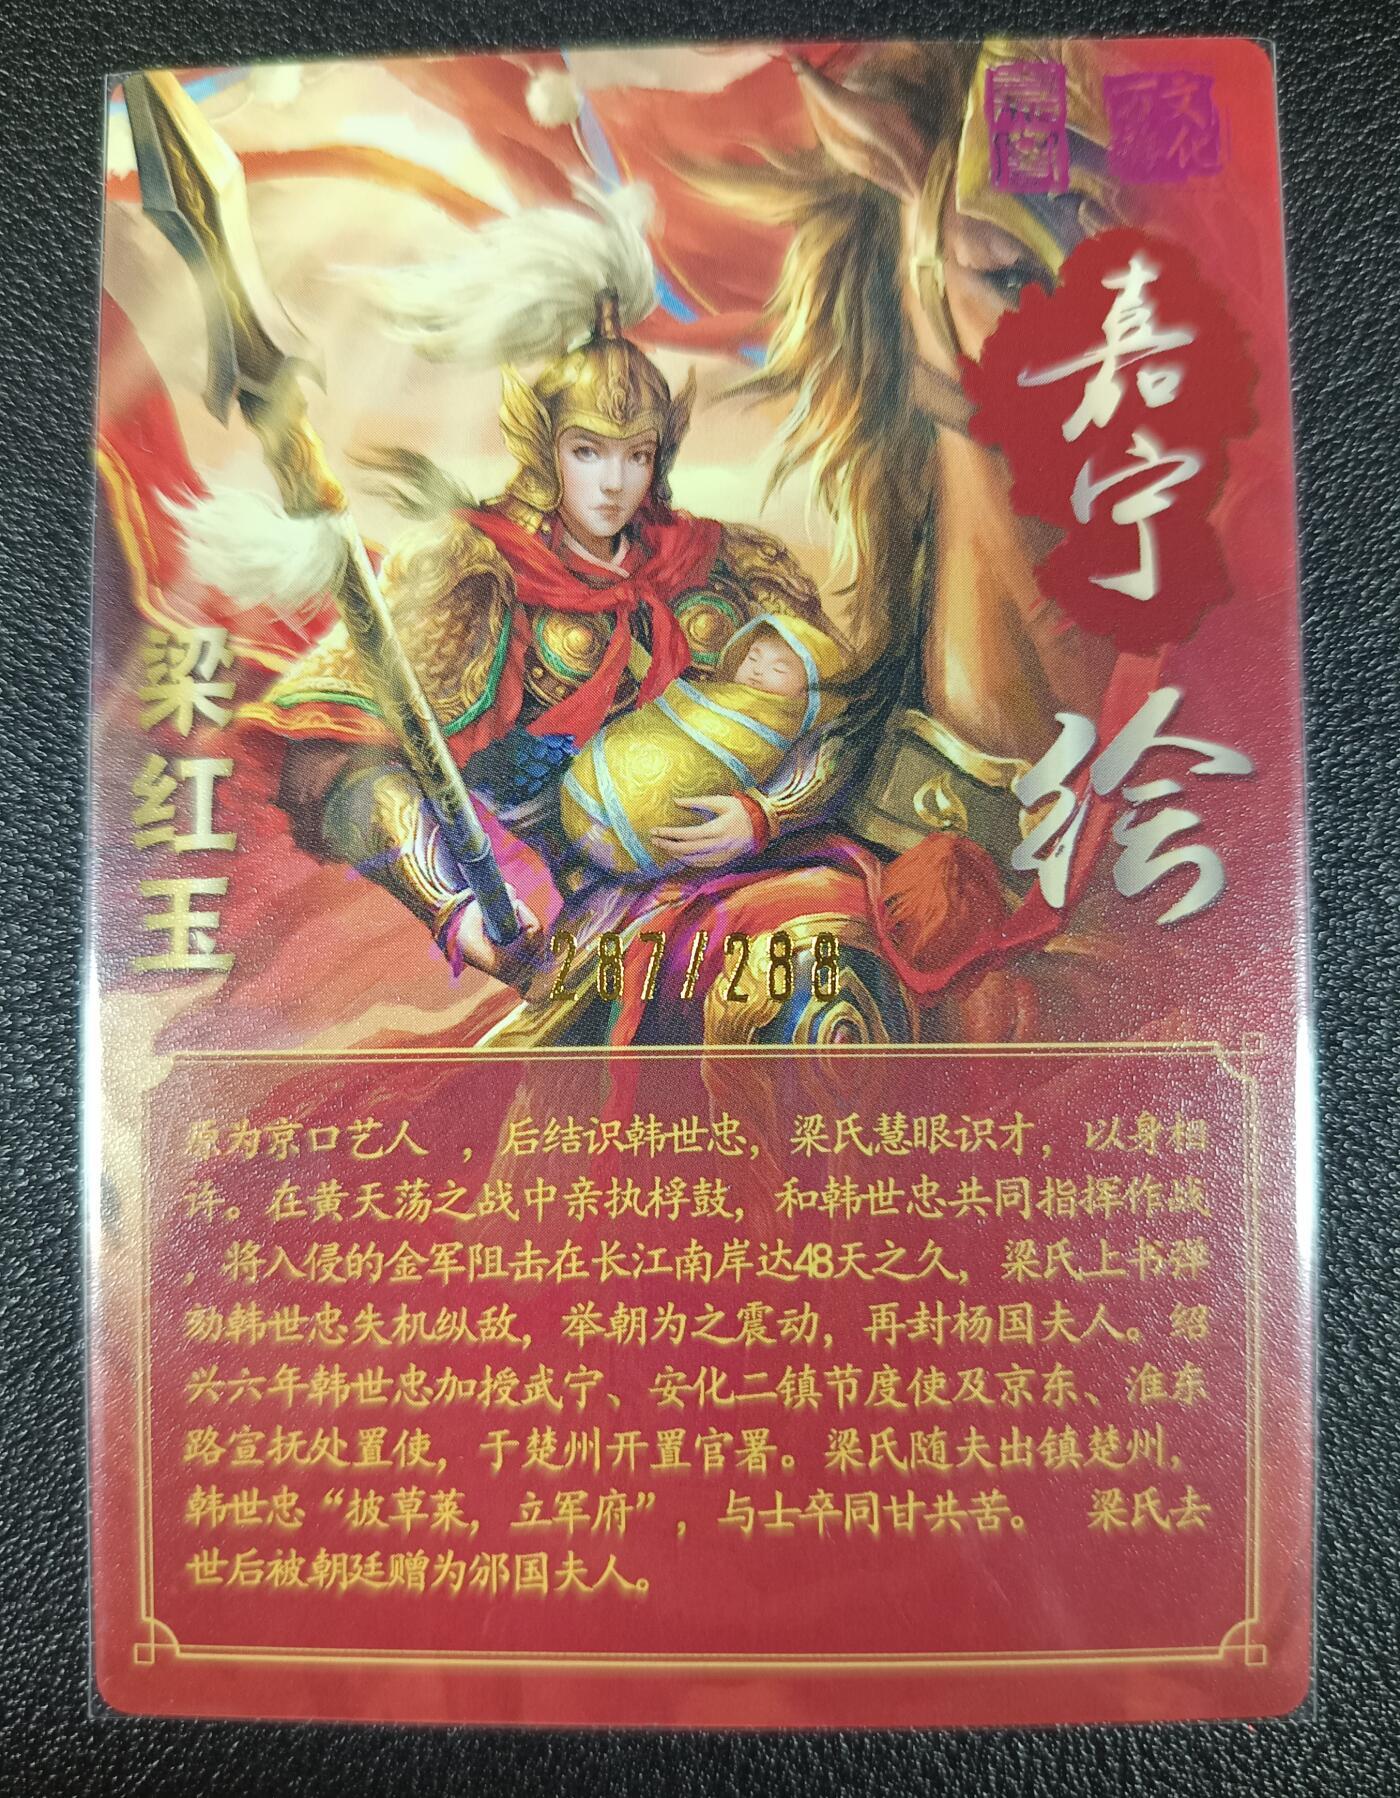 文化
嘉宁
绘
梁红玉
287/288
原为京口艺人 ，后结识韩世忠，梁氏慧眼识才，以身相
许。在黄天荡之战中亲执桴鼓，和韩世忠共同指挥作战
，将入侵的金军阻击在长江南岸达48天之久，梁氏上书弹
劾韩世忠失机纵敌，举朝为之震动，再封杨国夫人。绍
兴六年韩世忠加授武宁、安化二镇节度使及京东、淮东
路宣抚处置使，于楚州开置官署。梁氏随夫出镇楚州，
韩世忠“披草莱，立军府”，与士卒同甘共苦。 梁氏去
世后被朝廷赠为邠国夫人。